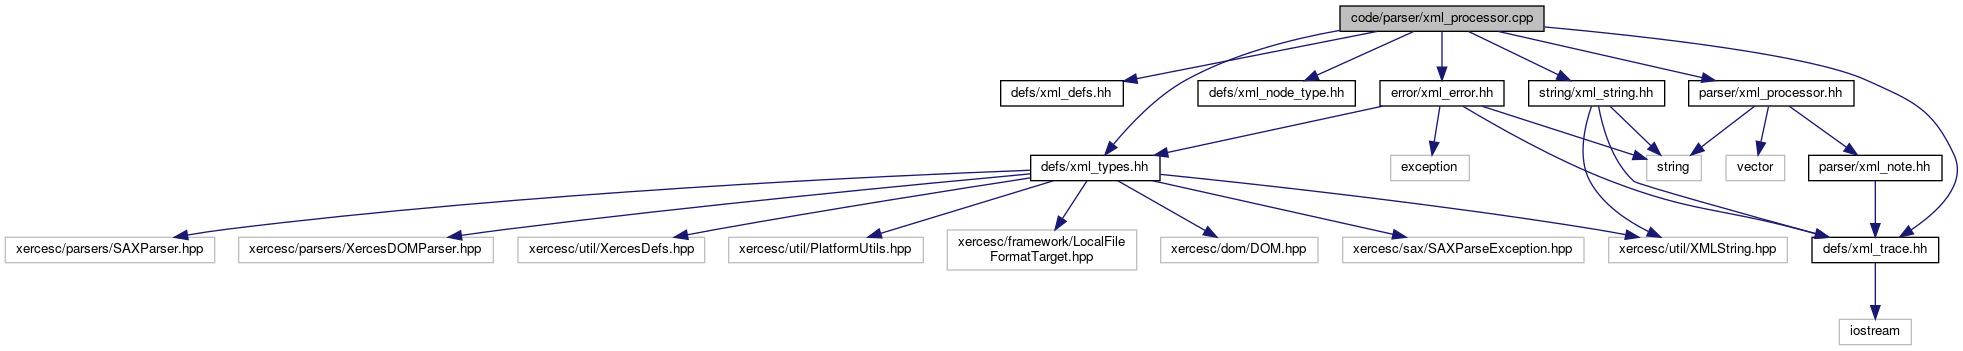 code/parser/xml_processor.cpp
defs/xml_defs.hh
defs/xml_node_type.hh
error/xml_error.hh
string/xml_string.hh
parser/xml_processor.hh
defs/xml_types.hh
exception
string
vector
parser/xml_note.hh
xercesc/parsers/SAXParser.hpp
xercesc/parsers/XercesDOMParser.hpp
xercesc/util/XercesDefs.hpp
xercesc/util/PlatformUtils.hpp
xercesc/framework/LocalFile
FormatTarget.hpp
xercesc/dom/DOM.hpp
xercesc/sax/SAXParseException.hpp
xercesc/util/XMLString.hpp
defs/xml_trace.hh
iostream